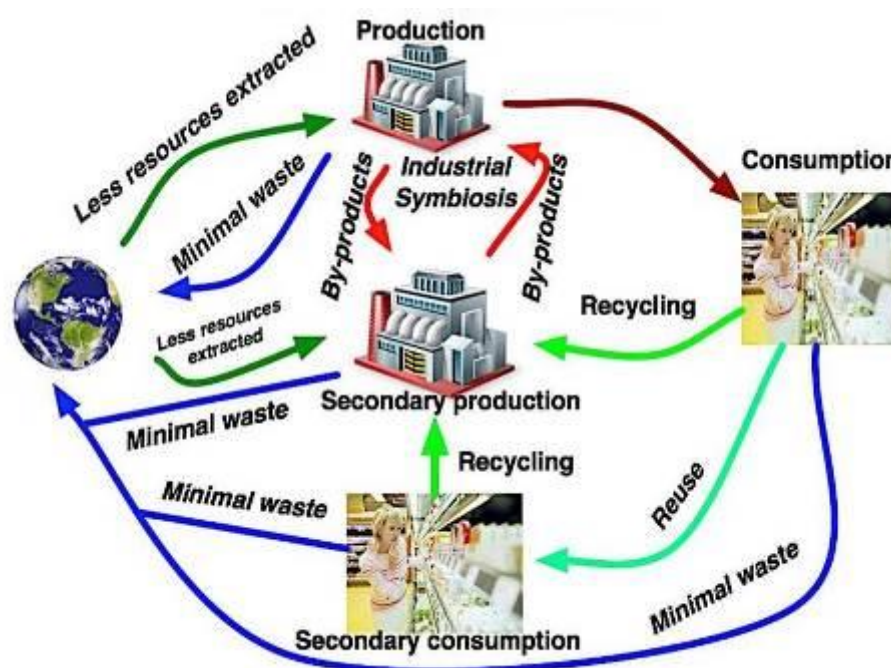 Production
Less resources extracted
Minimal waste
By-products
Industrial
Symbiosis
By-products
Consumption
Less resources
extracted
Recycling
Secondary production
Minimal waste
Recycling
Minimal waste
Reuse
Minimal waste
Secondary consumption